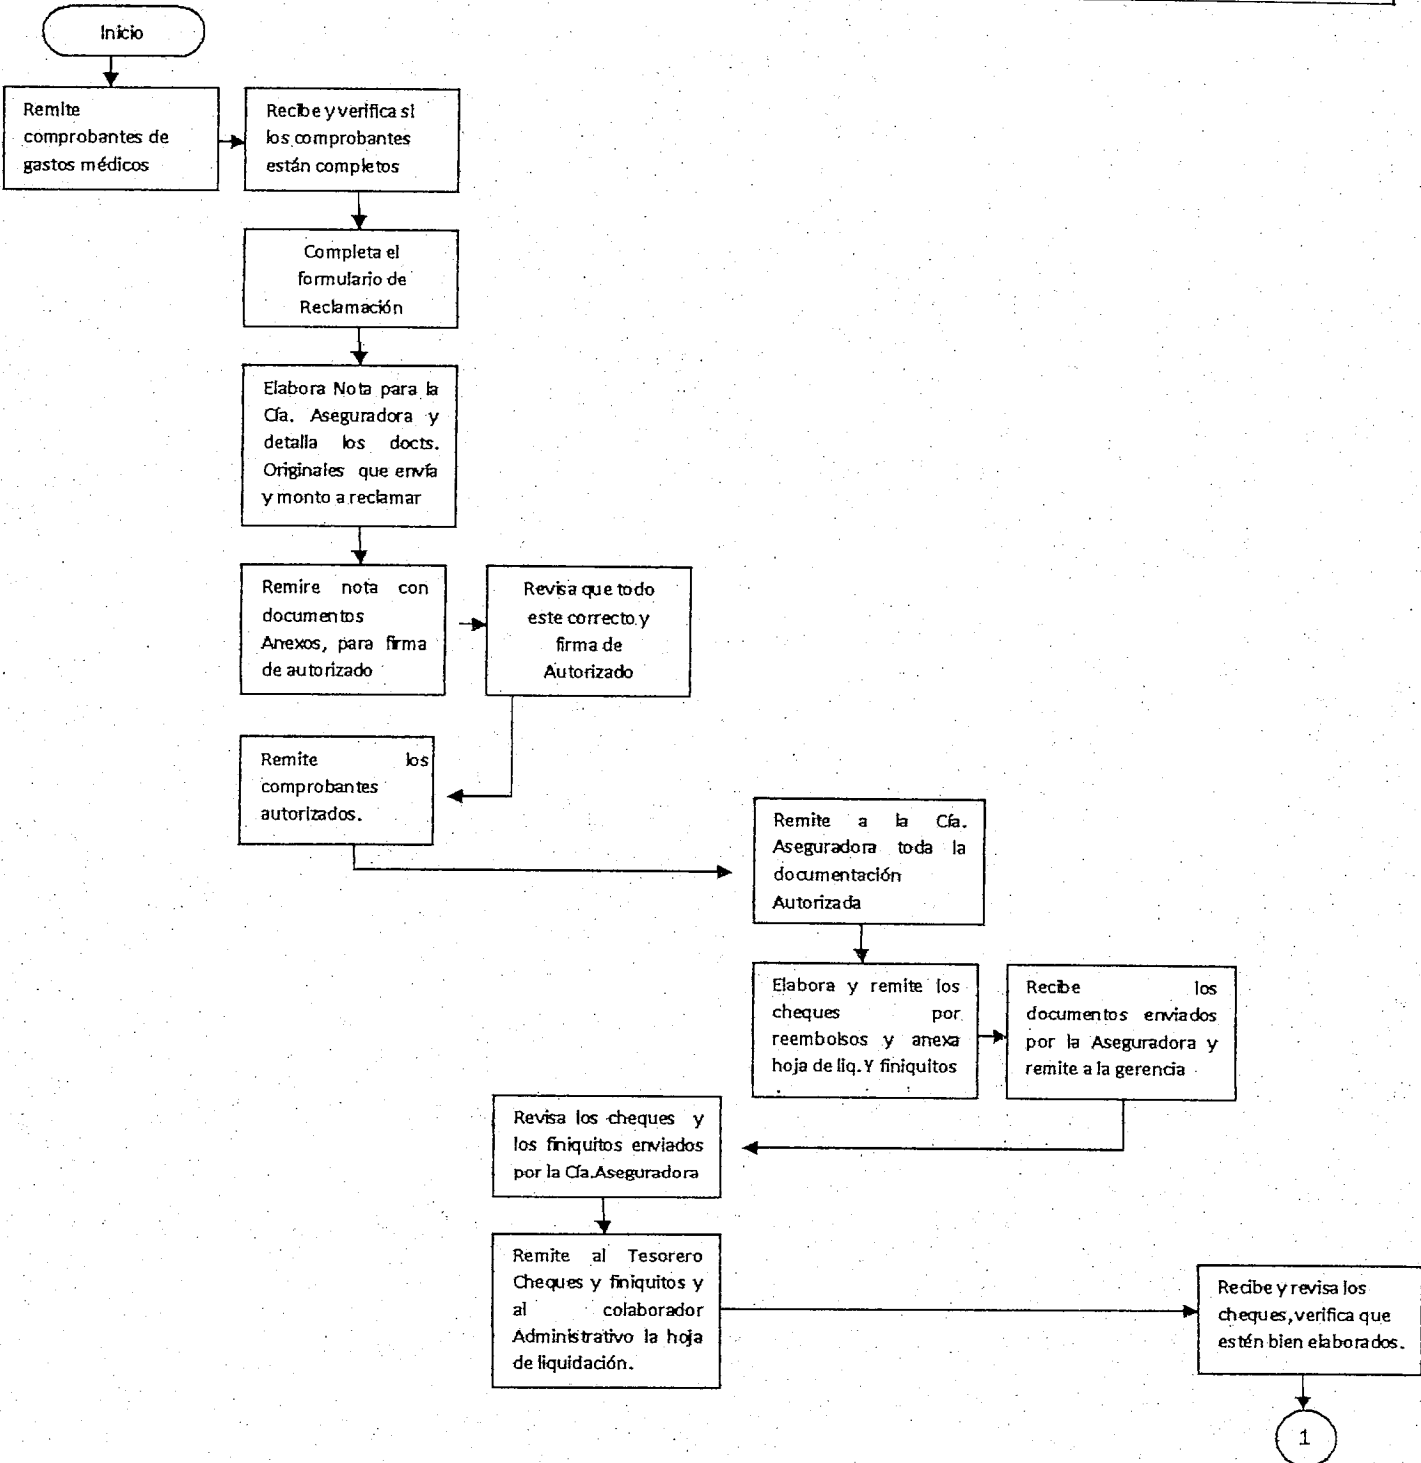 Inicio
Remite
comprobantes de
gastos médicos
Recibe y verifica si
los comprobantes
están completos
Completa el
formulario de
Reclamación
Elabora Nota para la
Cía. Aseguradora y
detalla los docts.
Originales que envía
y monto a reclamar
Remire nota con
documentos
Anexos, para firma
de autorizado
Revisa que todo
este correcto y
firma de
Autorizado
Remite los
comprobantes
autorizados.
Remite a la Cía.
Aseguradora toda la
documentación
Autorizada
Elabora y remite los
cheques por
reembolsos y anexa
hoja de liq. Y finiquitos
Recibe los
documentos enviados
por la Aseguradora y
remite a la gerencia
Revisa los cheques y
los finiquitos enviados
por la Cía.Aseguradora
Remite al Tesorero
Cheques y finiquitos y
al colaborador
Administrativo la hoja
de liquidación.
Recibe y revisa los
cheques,verifica que
estén bien elaborados.
1